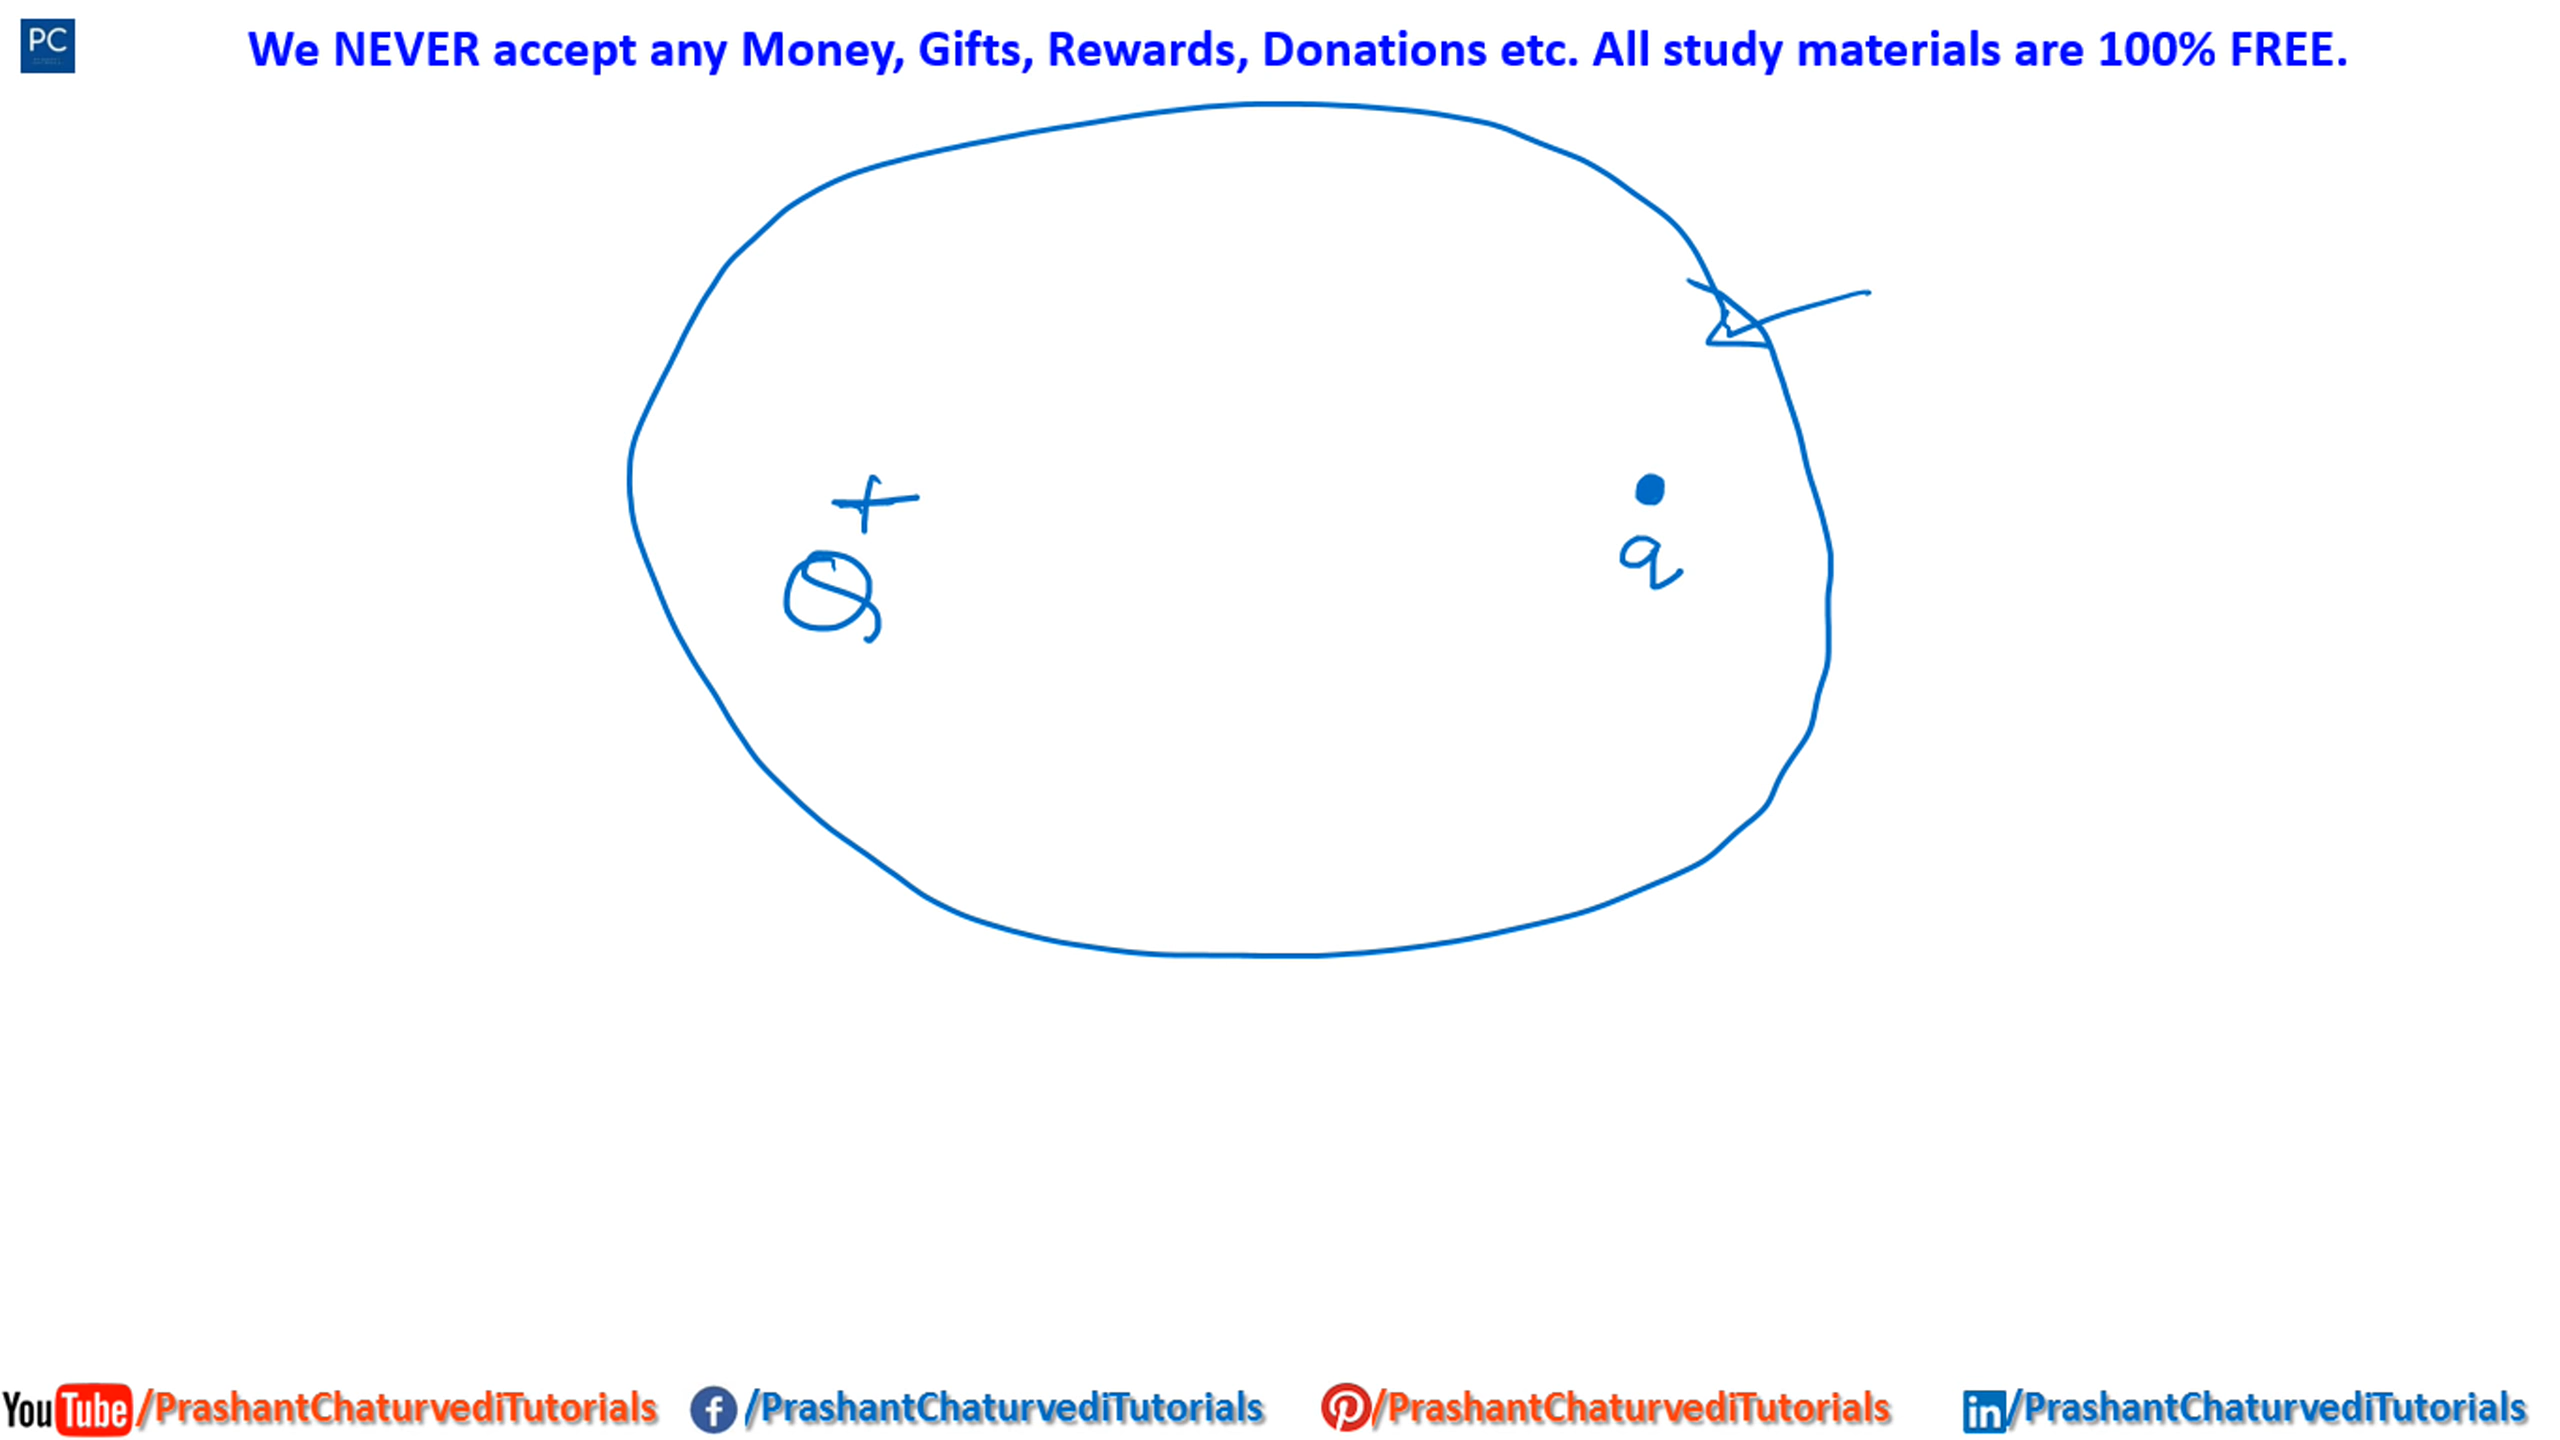 PC
We NEVER accept any Money, Gifts, Rewards, Donations etc. All study materials are 100% FREE.
+
Q
q
YouTube/PrashantChaturvediTutorials f/PrashantChaturvediTutorials /PrashantChaturvediTutorials in/PrashantChaturvediTutorials